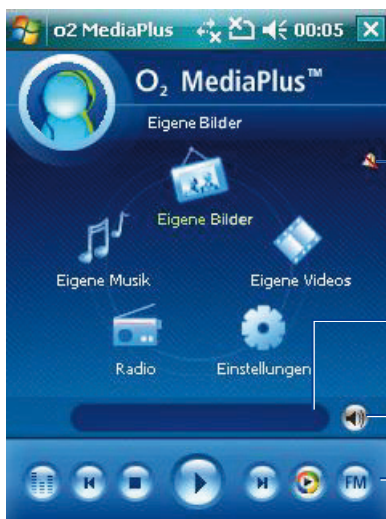 o2 MediaPlus 00:05
O₂ MediaPlus™
Eigene Bilder
Eigene Bilder
Eigene Musik
Eigene Videos
Radio
Einstellungen
FM